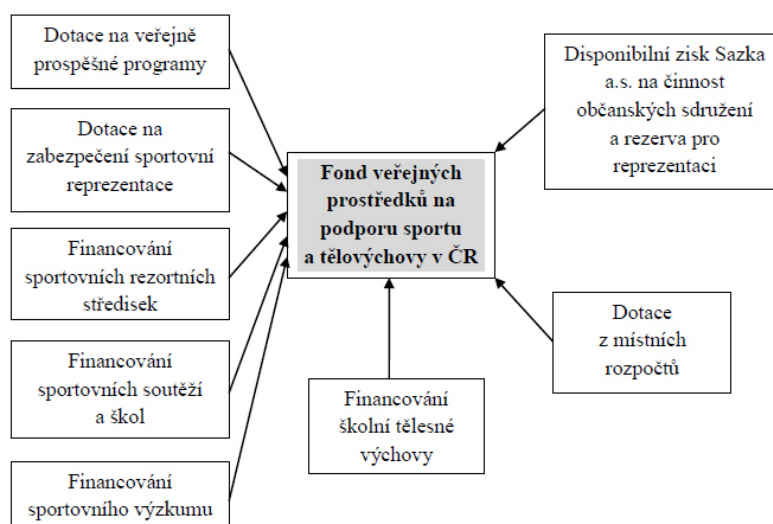 Dotace na veřejně
prospěšné programy
Dotace na
zabezpečení sportovní
reprezentace
Financování
sportovních rezortních
středisek
Financování
sportovních soutěží
a škol
Financování
sportovního výzkumu
Fond veřejných
prostředků na
podporu sportu
a tělovýchovy v ČR
Financování
školní tělesné
výchovy
Disponibilní zisk Sazka
a.s. na činnost
občanských sdružení
a rezerva pro
reprezentaci
Dotace
z místních
rozpočtů